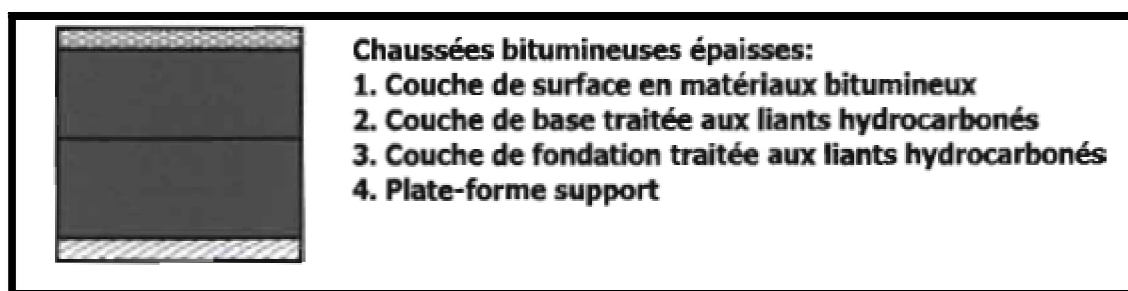 Chaussées bitumineuses épaisses:
1. Couche de surface en matériaux bitumineux
2. Couche de base traitée aux liants hydrocarbonés
3. Couche de fondation traitée aux liants hydrocarbonés
4. Plate-forme support